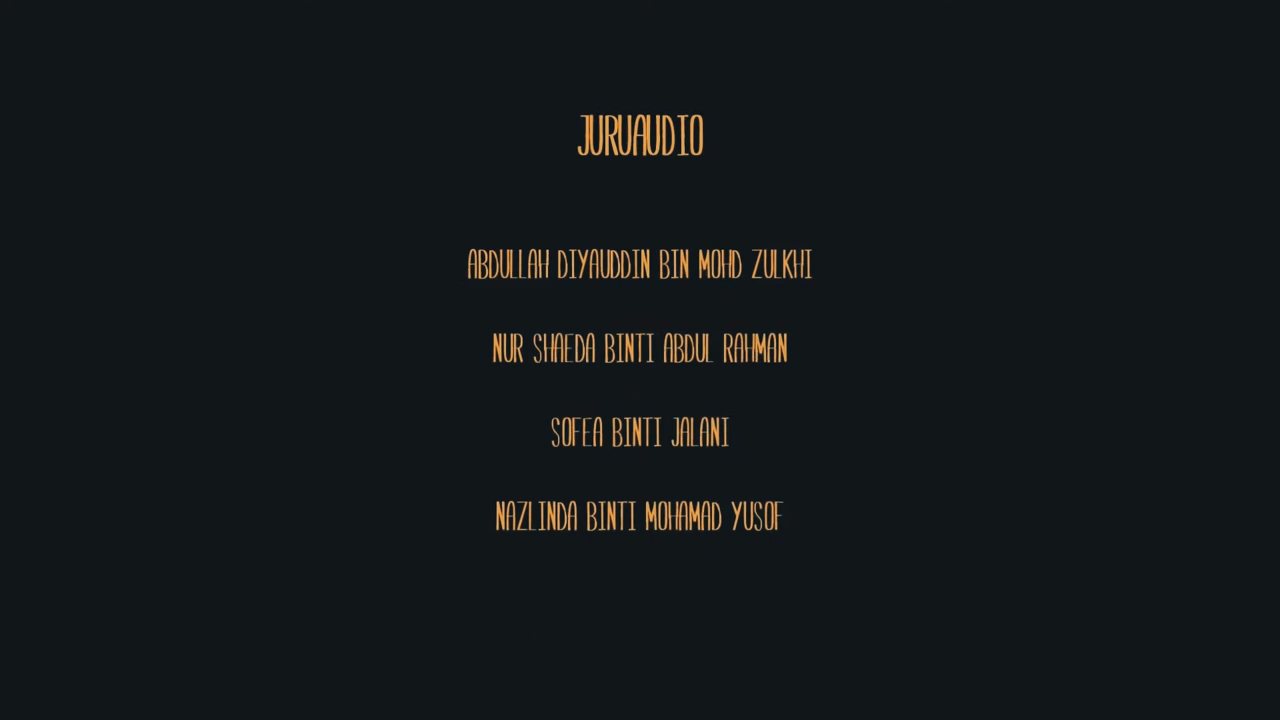 JURUAUDIO
ABDULLAH DIYAUDDIN BIN MOHD ZULKHI
NUR SHAEDA BINTI ABDUL RAHMAN
SOFEA BINTI JALANI
NAZLINDA BINTI MOHAMAD YUSOF